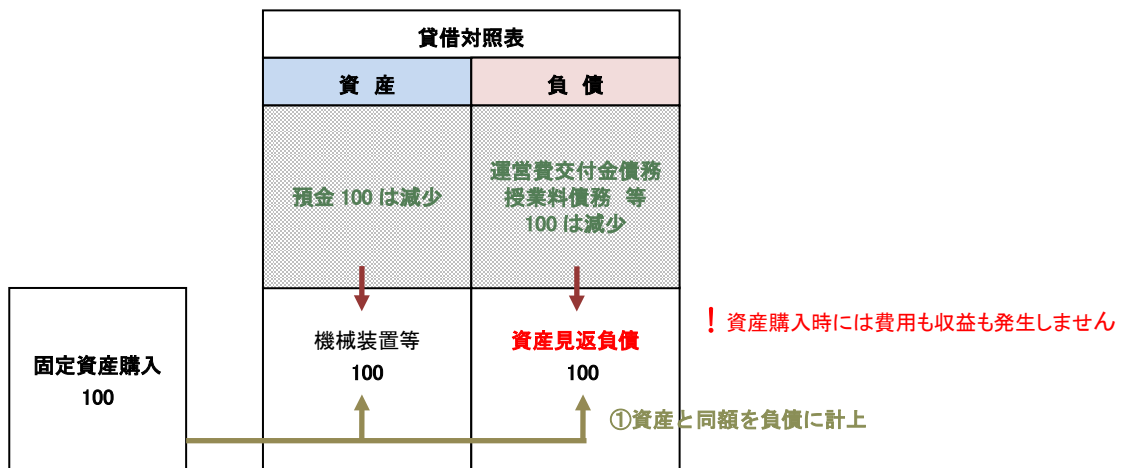 貸借対照表
資 産
負 債
預金 100 は減少
運営費交付金債務
授業料債務 等
100 は減少
固定資産購入
100
機械装置等
100
資産見返負債
100
！資産購入時には費用も収益も発生しません
①資産と同額を負債に計上